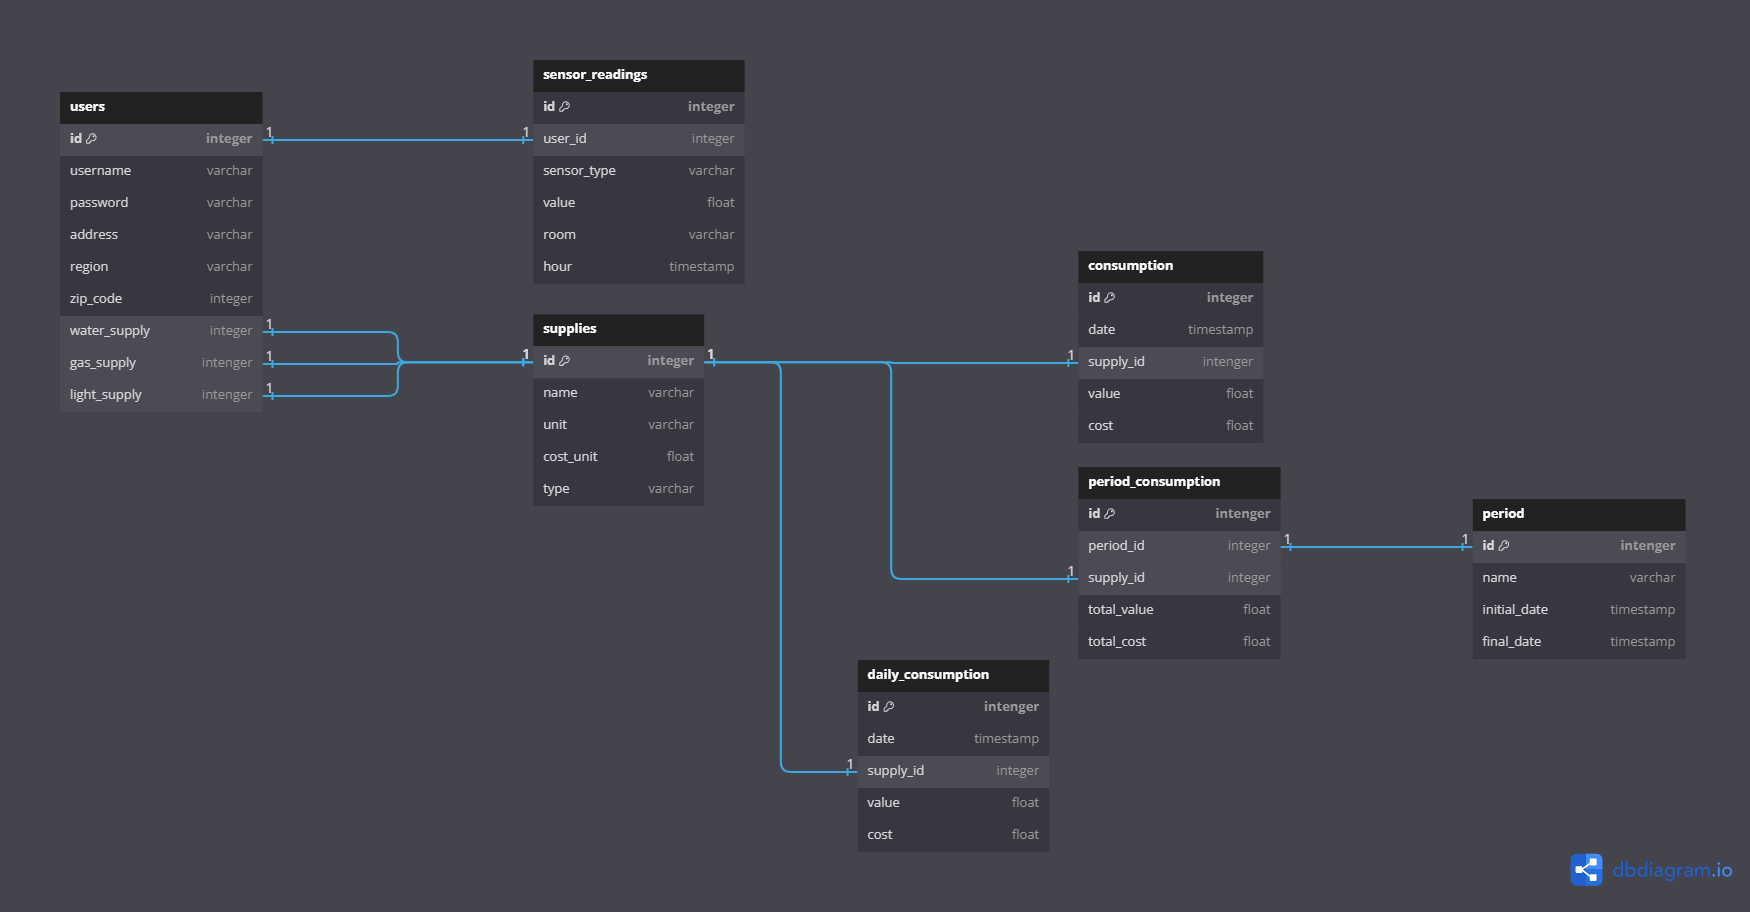 users
id integer
username varchar
password varchar
address varchar
region varchar
zip_code integer
water_supply integer
gas_supply intenger
light_supply intenger
1
1
1
1
sensor_readings
id integer
user_id integer
sensor_type varchar
value float
room varchar
hour timestamp
1
supplies
id integer
name varchar
unit varchar
cost_unit float
type varchar
1
1
consumption
id integer
date timestamp
supply_id intenger
value float
cost float
1
period_consumption
id intenger
period_id integer
supply_id integer
total_value float
total_cost float
1
1
period
id intenger
name varchar
initial_date timestamp
final_date timestamp
1
daily_consumption
id intenger
date timestamp
supply_id integer
value float
cost float
1
dbdiagram.io